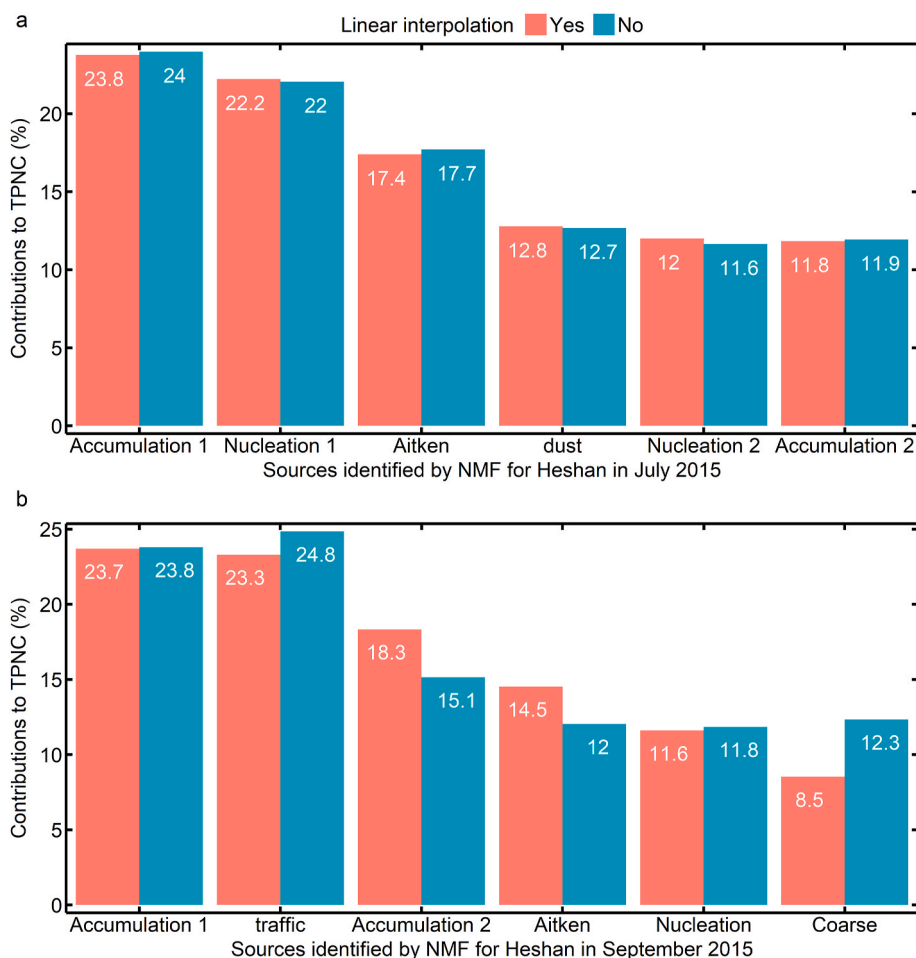 a
Linear interpolation Yes No
Contributions to TPNC (%)
20
15
10
5
0
23.8 24 22.2 22 17.4 17.7 12.8 12.7 12 11.6 11.8 11.9
Accumulation 1 Nucleation 1 Aitken dust Nucleation 2 Accumulation 2
Sources identified by NMF for Heshan in July 2015
b
Contributions to TPNC (%)
25
20
15
10
5
0
23.7 23.8 23.3 24.8 18.3 15.1 14.5 12 11.6 11.8 8.5 12.3
Accumulation 1 traffic Accumulation 2 Aitken Nucleation Coarse
Sources identified by NMF for Heshan in September 2015